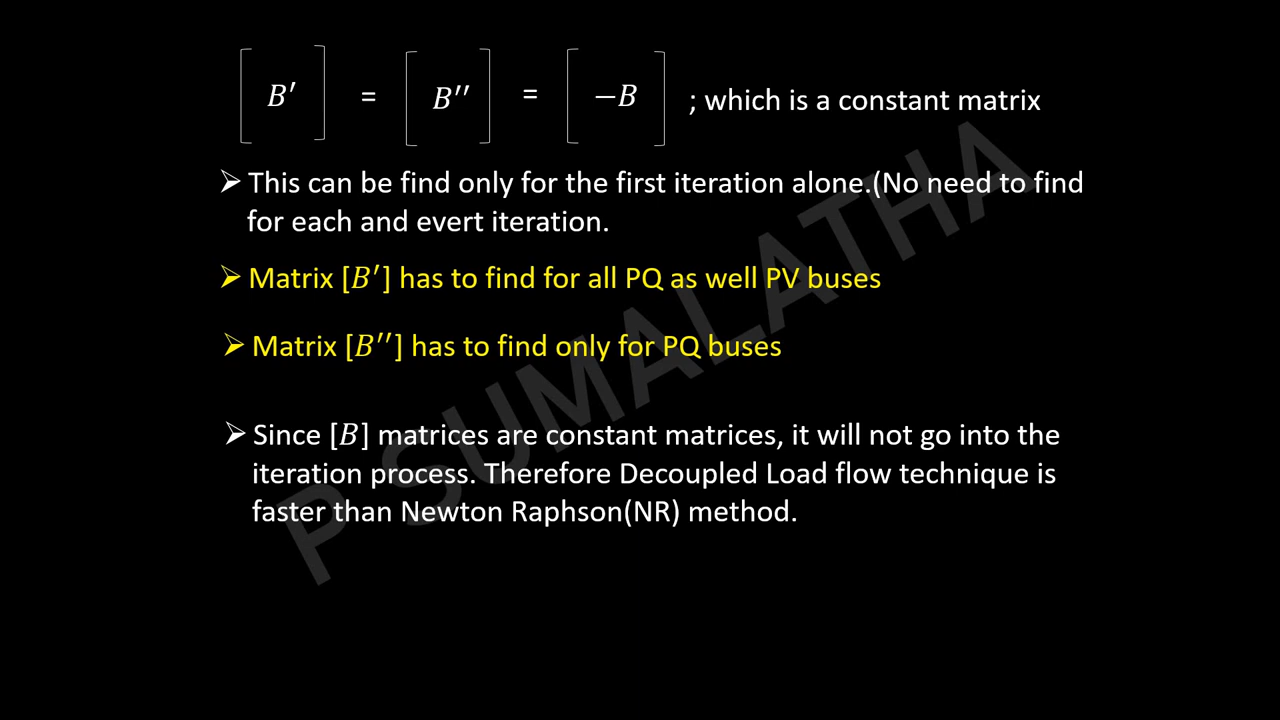 [B′] = [B′′] = [−B] ; which is a constant matrix
➢ This can be find only for the first iteration alone.(No need to find
for each and evert iteration.
➢ Matrix [B′] has to find for all PQ as well PV buses
➢ Matrix [B′′] has to find only for PQ buses
➢ Since [B] matrices are constant matrices, it will not go into the
iteration process. Therefore Decoupled Load flow technique is
faster than Newton Raphson(NR) method.
P SUMALATHA